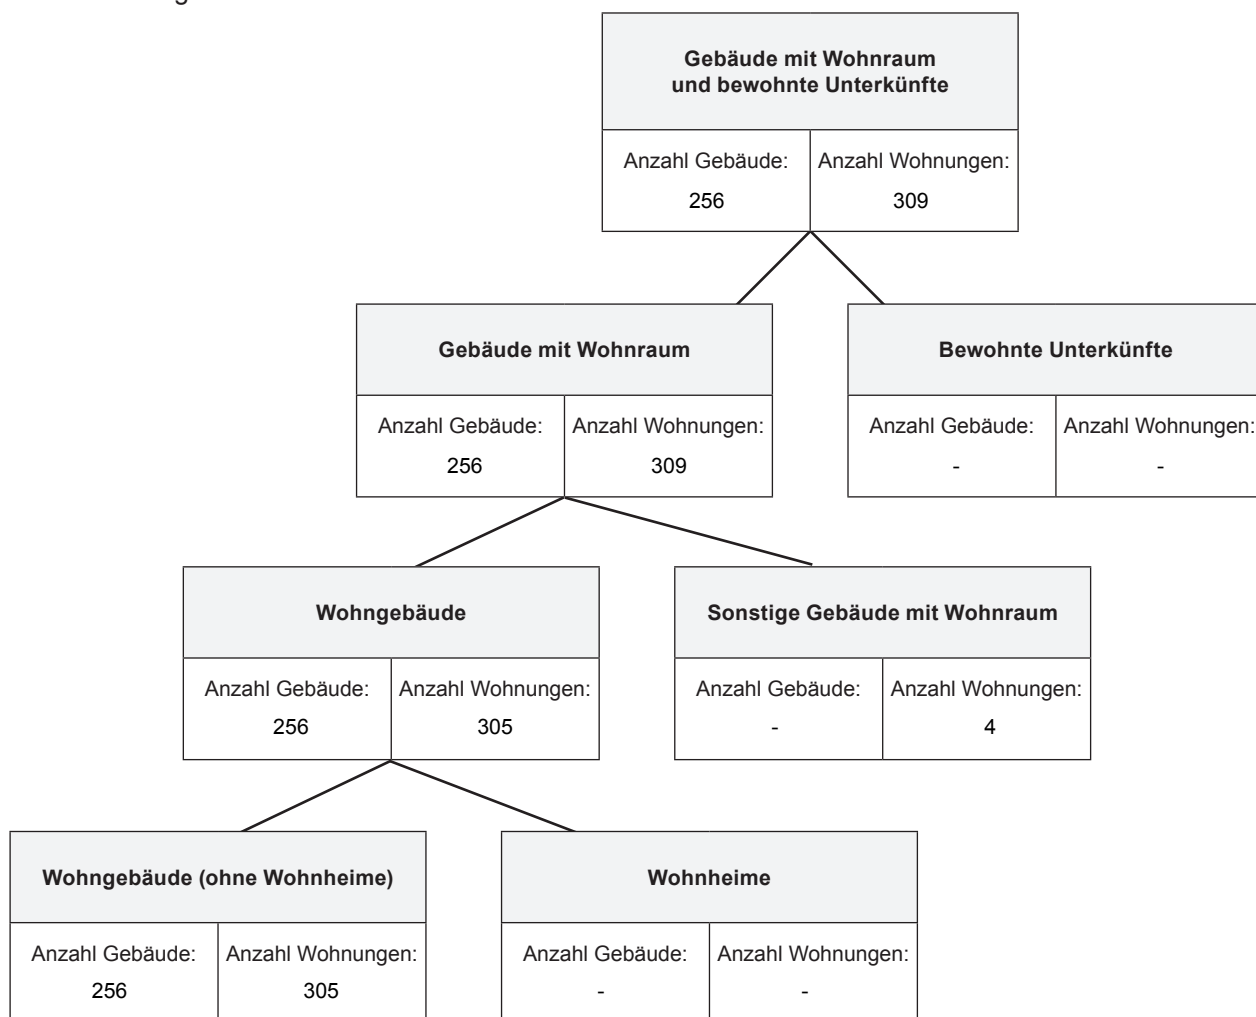 Gebäude mit Wohnraum
und bewohnte Unterkünfte
Anzahl Gebäude: Anzahl Wohnungen:
256 309
Gebäude mit Wohnraum
Anzahl Gebäude: Anzahl Wohnungen:
256 309
Bewohnte Unterkünfte
Anzahl Gebäude: Anzahl Wohnungen:
- -
Wohngebäude
Anzahl Gebäude: Anzahl Wohnungen:
256 305
Sonstige Gebäude mit Wohnraum
Anzahl Gebäude: Anzahl Wohnungen:
- 4
Wohngebäude (ohne Wohnheime)
Anzahl Gebäude: Anzahl Wohnungen:
256 305
Wohnheime
Anzahl Gebäude: Anzahl Wohnungen:
- -